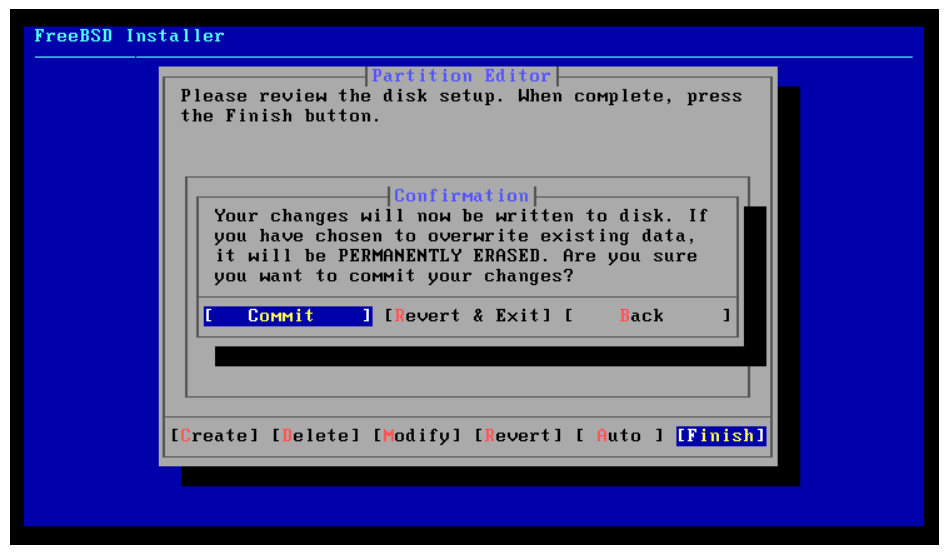 FreeBSD Installer
Partition Editor
Please review the disk setup. When complete, press
the Finish button.
Confirmation
Your changes will now be written to disk. If
you have chosen to overwrite existing data,
it will be PERMANENTLY ERASED. Are you sure
you want to commit your changes?
[ Commit ] [Revert & Exit] [ Back ]
[Create] [Delete] [Modify] [Revert] [ Auto ] [Finish]